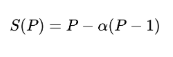 S(P) = P − α(P − 1)